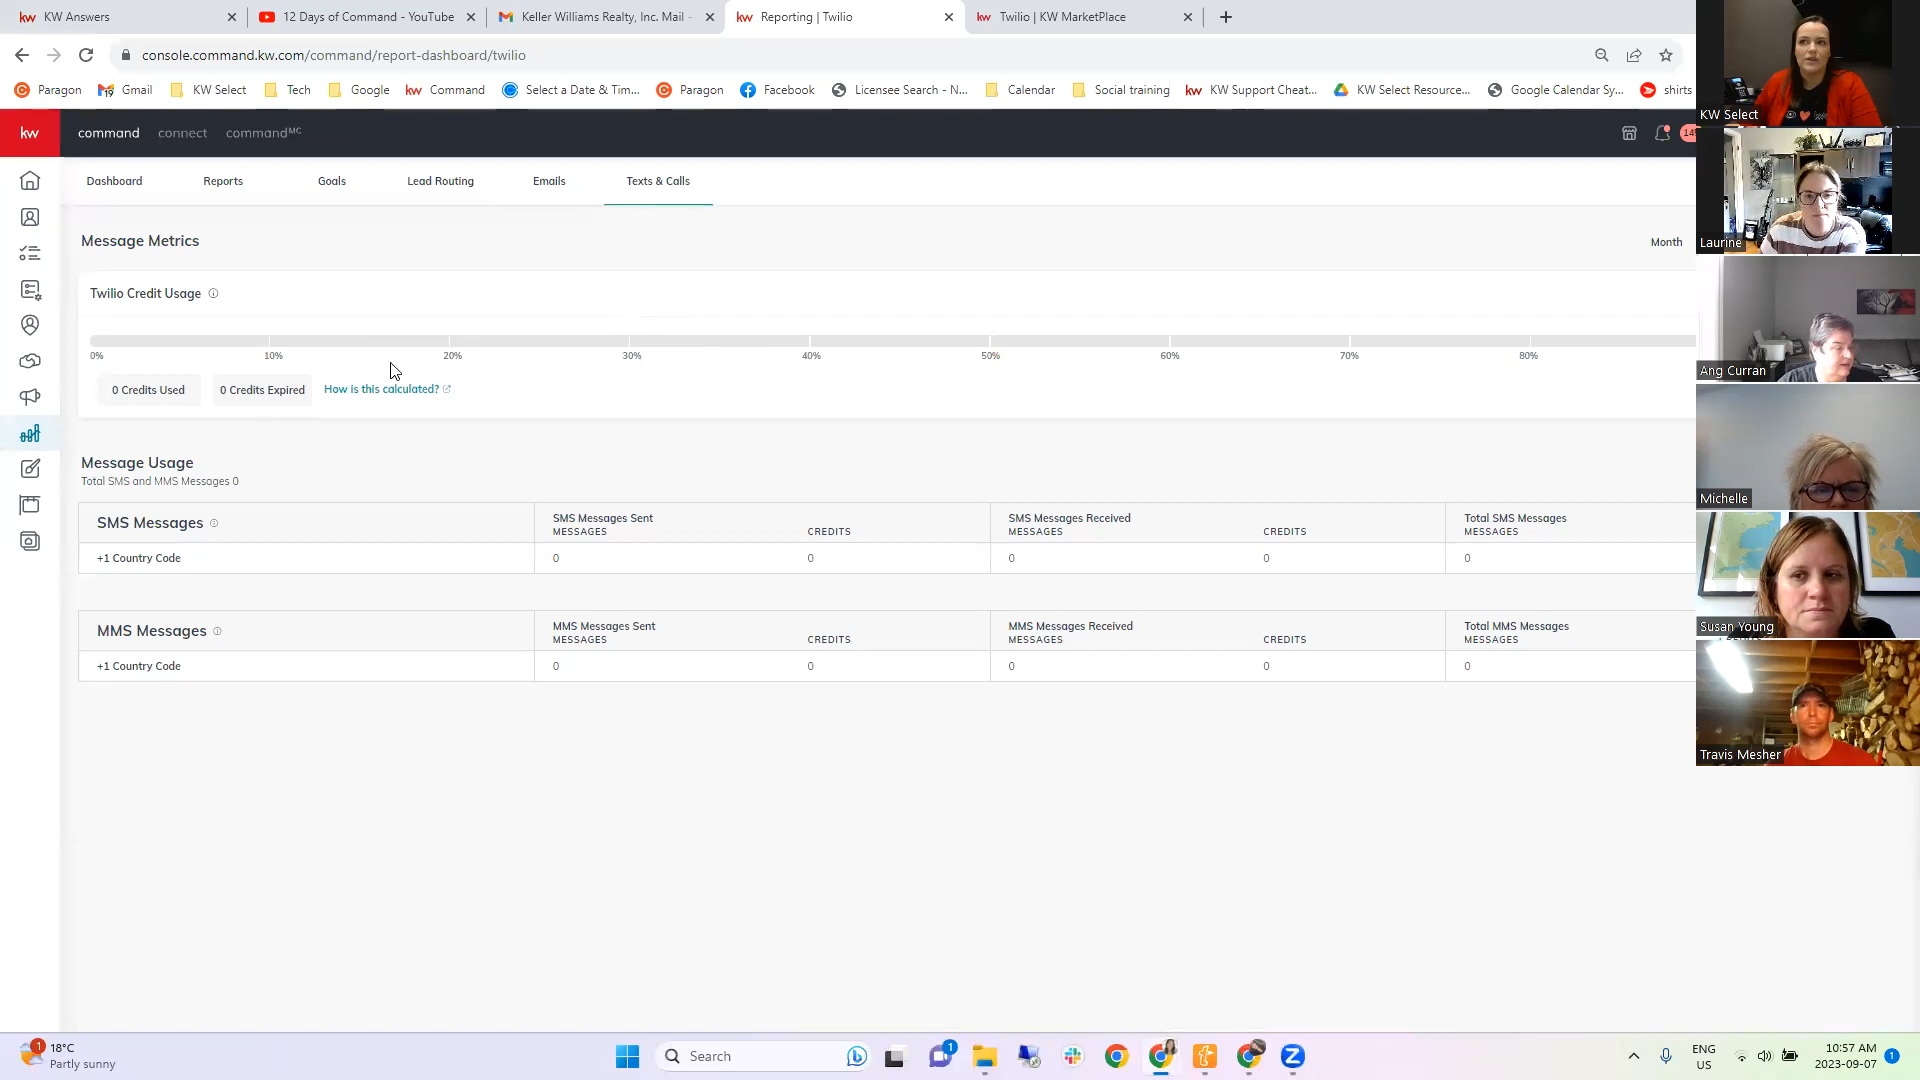 KW Answers
12 Days of Command - YouTube
Keller Williams Realty, Inc. Mail -
Reporting | Twilio
Twilio | KW MarketPlace
console.command.kw.com/command/report-dashboard/twilio
Paragon
Gmail
KW Select
Tech
Google
Command
Select a Date & Tim...
Paragon
Facebook
Licensee Search - N...
Calendar
Social training
KW Support Cheat...
KW Select Resource...
Google Calendar Sy...
shirts
kw
command
connect
commandMC
Dashboard
Reports
Goals
Lead Routing
Emails
Texts & Calls
Message Metrics
Month
Twilio Credit Usage
0% 10% 20% 30% 40% 50% 60% 70% 80%
0 Credits Used
0 Credits Expired
How is this calculated?
Message Usage
Total SMS and MMS Messages 0
SMS Messages
SMS Messages Sent
MESSAGES CREDITS
SMS Messages Received
MESSAGES CREDITS
Total SMS Messages
MESSAGES
+1 Country Code 0 0 0 0 0
MMS Messages
MMS Messages Sent
MESSAGES CREDITS
MMS Messages Received
MESSAGES CREDITS
Total MMS Messages
MESSAGES
+1 Country Code 0 0 0 0 0
KW Select
Laurine
Ang Curran
Michelle
Susan Young
Travis Mesher
1
18°C
Partly sunny
Search
1
ENG
US
10:57 AM
2023-09-07
1